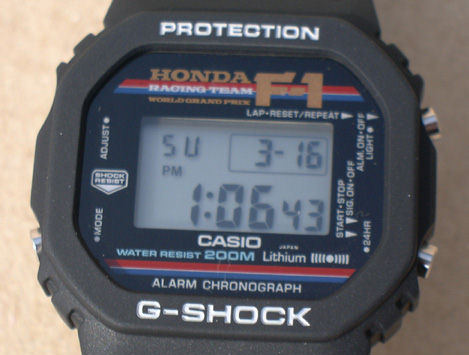 PROTECTION
HONDA
RACING TEAM
WORLD GRAND PRIX
F-1
LAP•RESET/REPEAT
ADJUST
ALM. ON•OFF
LIGHT
SU
3-16
PM
1:06 43
SHOCK
RESIST
START•STOP
SIG. ON•OFF
MODE
24HR
CASIO
JAPAN
WATER RESIST 200M
Lithium
ALARM CHRONOGRAPH
G-SHOCK